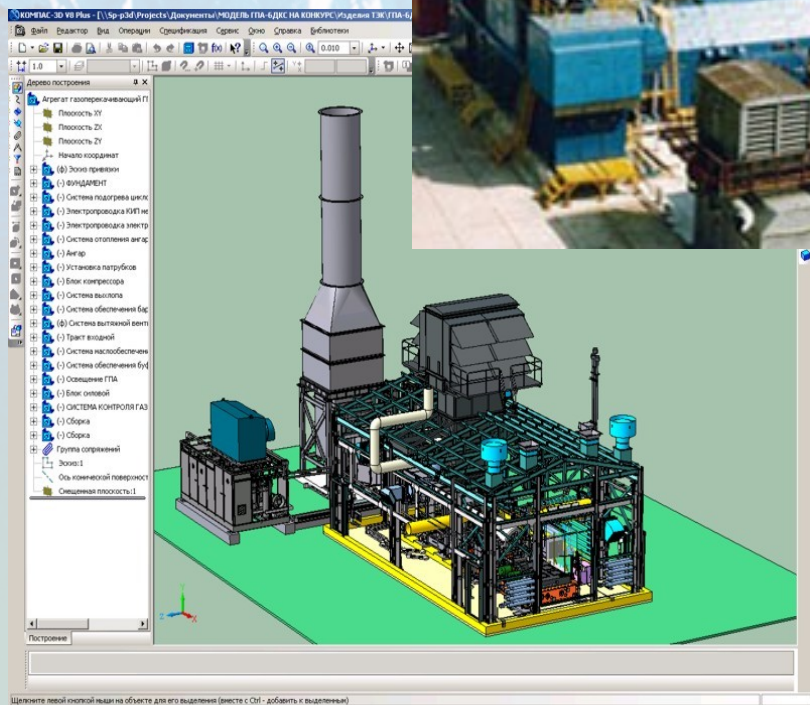 КОМПАС-3D V8 Plus - [\\Sp-p3d\Projects\Документы\МОДЕЛЬ ГПА-6ДКС НА КОНКУРС\Изделия ТЭК\ГПА-6Д
Файл Редактор Вид Операции Спецификация Сервис Окно Справка Библиотеки
0.010
1.0
Дерево построения
Агрегат газоперекачивающий ГГ
Плоскость XY
Плоскость ZX
Плоскость ZY
Начало координат
(ф) Эскиз привязки
(-) ФУНДАМЕНТ
(-) Система подогрева цикло
(-) Электропроводка КИП не
(-) Электропроводка электр
(-) Система отопления ангар
(-) Ангар
(-) Установка патрубков
(-) Блок компрессора
(-) Система выхлопа
(-) Система обеспечения бар
(ф) Система вытяжной венти
(-) Тракт входной
(-) Система маслообеспечен
(-) Система обеспечения буф
(-) Освещение ГПА
(-) Блок силовой
(-) СИСТЕМА КОНТРОЛЯ ГАЗ
(-) Сборка
(-) Сборка
Группа сопряжений
Эскиз:1
Ось конической поверхност
Смещенная плоскость:1
Построение
Щелкните левой кнопкой мыши на объекте для его выделения (вместе с Ctrl - добавить к выделенным)